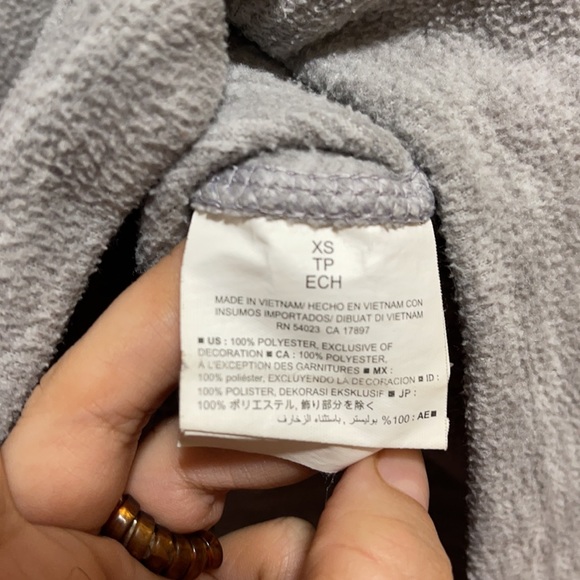 XS
TP
ECH
MADE IN VIETNAM/ HECHO EN VIETNAM CON
INSUMOS IMPORTADOS/ DIBUAT DI VIETNAM
RN 54023 CA 17897
■ US : 100% POLYESTER, EXCLUSIVE OF
DECORATION ■ CA : 100% POLYESTER,
A L'EXCEPTION DES GARNITURES ■ MX :
100% poliéster, EXCLUYENDO LA DECORACION ■ ID :
100% POLISTER, DEKORASI EKSKLUSIF ■ JP :
100% ポリエステル, 飾り部分を除く
■ AE : 100% بوليستر , باستثناء الزخارف